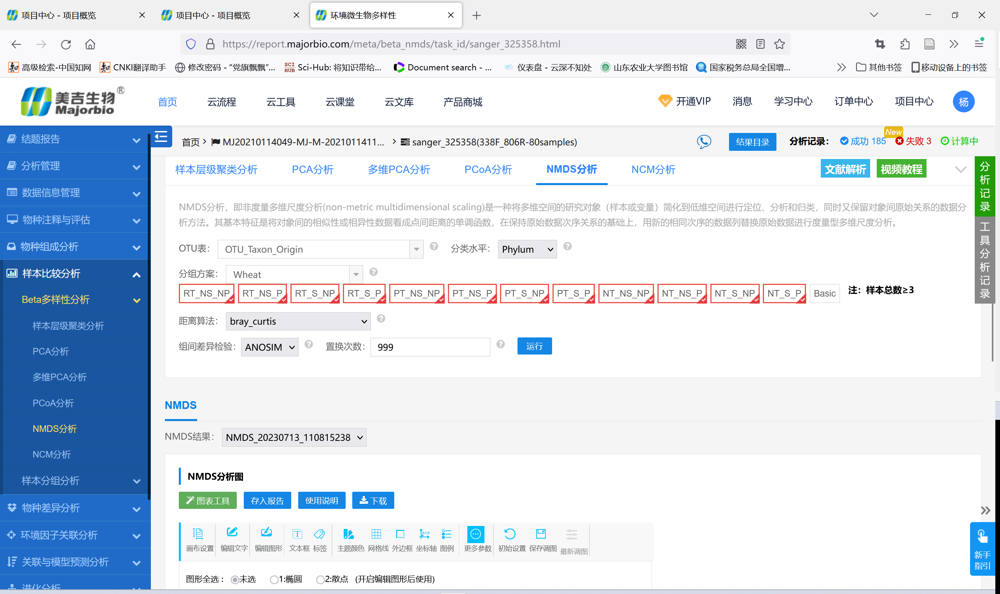 项目中心 - 项目概览
项目中心 - 项目概览
环境微生物多样性
https://report.majorbio.com/meta/beta_nmds/task_id/sanger_325358.html
高级检索-中国知网
CNKI翻译助手
修改密码 - “党旗飘飘”...
SCI HUB
Sci-Hub: 将知识带给...
Document search - ...
仪表盘 - 云深不知处
山东农业大学图书馆
国家税务总局全国增...
其他书签
移动设备上的书签
美吉生物®
Majorbio
首页
云流程
云工具
云课堂
云文库
产品商城
开通VIP
消息
学习中心
订单中心
项目中心
杨
结题报告
分析管理
数据信息管理
物种注释与评估
物种组成分析
样本比较分析
Beta多样性分析
样本层级聚类分析
PCA分析
多维PCA分析
PCoA分析
NMDS分析
NCM分析
样本分组分析
物种差异分析
环境因子关联分析
关联与模型预测分析
进化分析
首页 > MJ20210114049-MJ-M-2021011411... > sanger_325358(338F_806R-80samples)
结果目录
分析记录：
成功 185
New
失败 3
计算中
样本层级聚类分析
PCA分析
多维PCA分析
PCoA分析
NMDS分析
NCM分析
文献解析
视频教程
分析记录
工具分析记录
NMDS分析，即非度量多维尺度分析(non-metric multidimensional scaling)是一种将多维空间的研究对象（样本或变量）简化到低维空间进行定位、分析和归类，同时又保留对象间原始关系的数据分
析方法。其基本特征是将对象间的相似性或相异性数据看成点间距离的单调函数，在保持原始数据次序关系的基础上，用新的相同次序的数据列替换原始数据进行度量型多维尺度分析。
OTU表： OTU_Taxon_Origin 分类水平： Phylum
分组方案： Wheat
RT_NS_NP RT_NS_P RT_S_NP RT_S_P PT_NS_NP PT_NS_P PT_S_NP PT_S_P NT_NS_NP NT_NS_P NT_S_NP NT_S_P Basic 注：样本总数≥3
距离算法： bray_curtis
组间差异检验： ANOSIM 置换次数： 999 运行
NMDS
NMDS结果： NMDS_20230713_110815238
NMDS分析图
图表工具 存入报告 使用说明 下载
画布设置 编辑文字 编辑图形 文本框 标签 主题颜色 网格线 外边框 坐标轴 图例 更多参数 初始设置 保存调图 最新调图
图形全选： 未选 1:椭圆 2:散点 (开启编辑图形后使用)
新手
指引